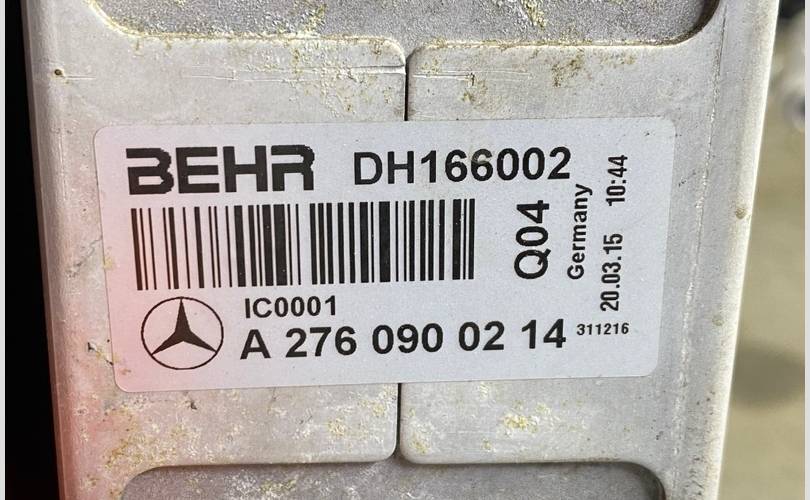 BEHR DH166002
Q04
Germany
20.03.15 10:44
IC0001
A 276 090 02 14 311216